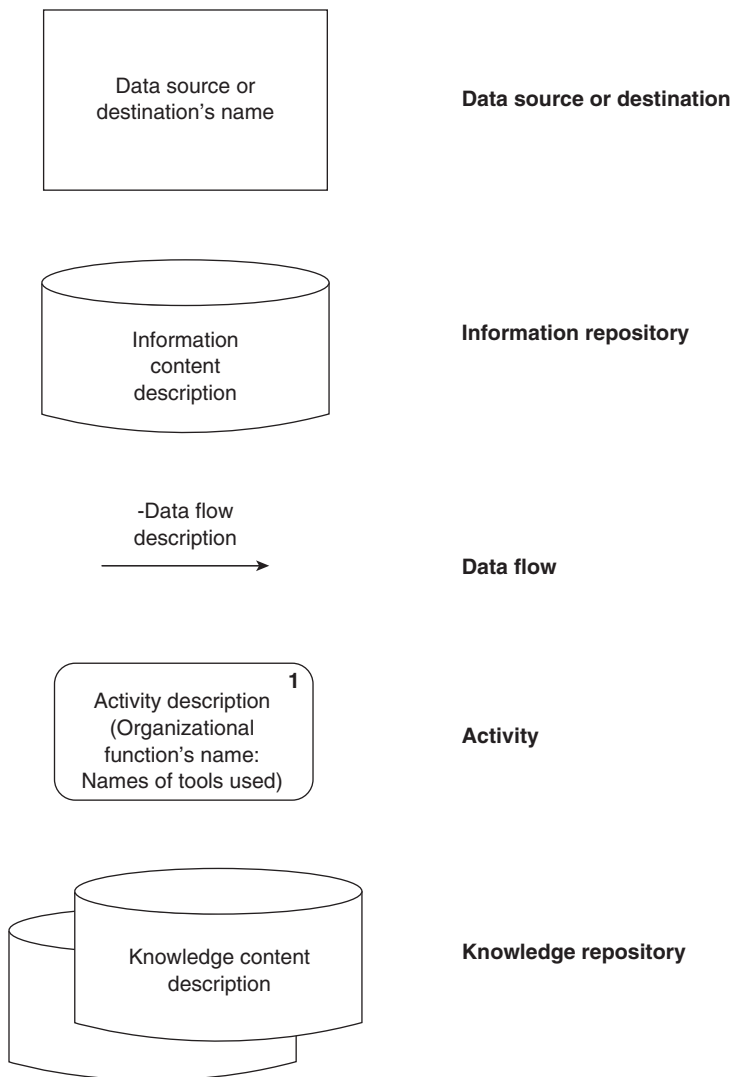 Data source or
destination’s name
Data source or destination
Information
content
description
Information repository
-Data flow
description
Data flow
1
Activity description
(Organizational
function’s name:
Names of tools used)
Activity
Knowledge content
description
Knowledge repository